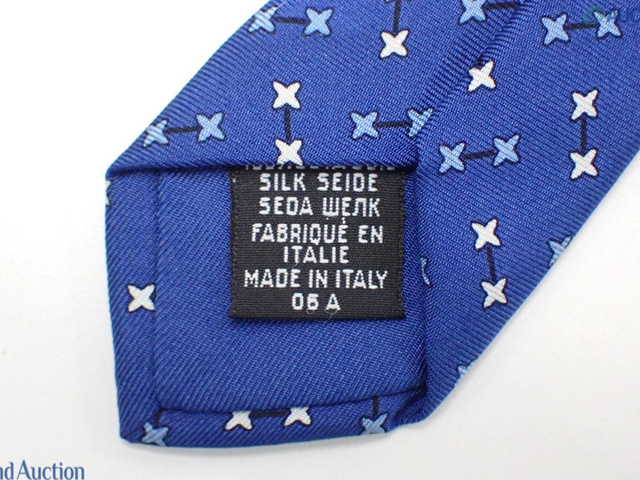 SILK SEIDE
SEDA ШЕЛК
FABRIQUÉ EN
ITALIE
MADE IN ITALY
06 A
nd Auction